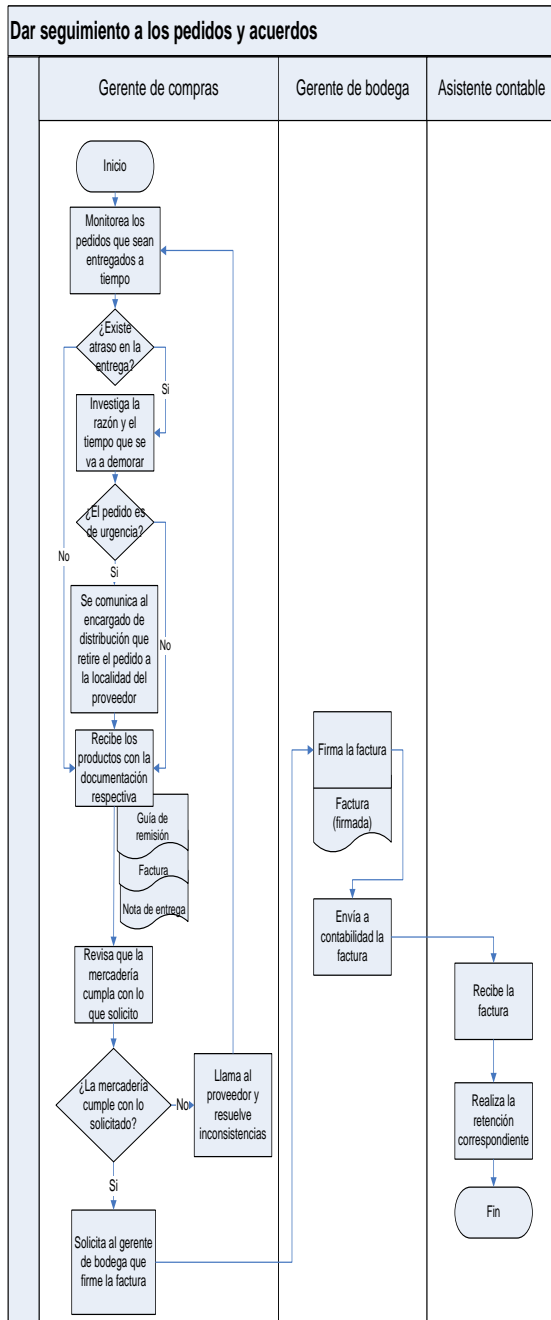 Dar seguimiento a los pedidos y acuerdos
Gerente de compras
Gerente de bodega
Asistente contable
Inicio
Monitorea los
pedidos que sean
entregados a
tiempo
¿Existe
atraso en la
entrega?
Si
Investiga la
razón y el
tiempo que se
va a demorar
¿El pedido es
de urgencia?
No
Si
Se comunica al
encargado de
distribución que
retire el pedido a
la localidad del
proveedor
No
Recibe los
productos con la
documentación
respectiva
Guía de
remisión
Factura
Nota de entrega
Revisa que la
mercadería
cumpla con lo
que solicito
¿La mercadería
cumple con lo
solicitado?
No
Llama al
proveedor y
resuelve
inconsistencias
Si
Solicita al gerente
de bodega que
firme la factura
Firma la factura
Factura
(firmada)
Envía a
contabilidad la
factura
Recibe la
factura
Realiza la
retención
correspondiente
Fin